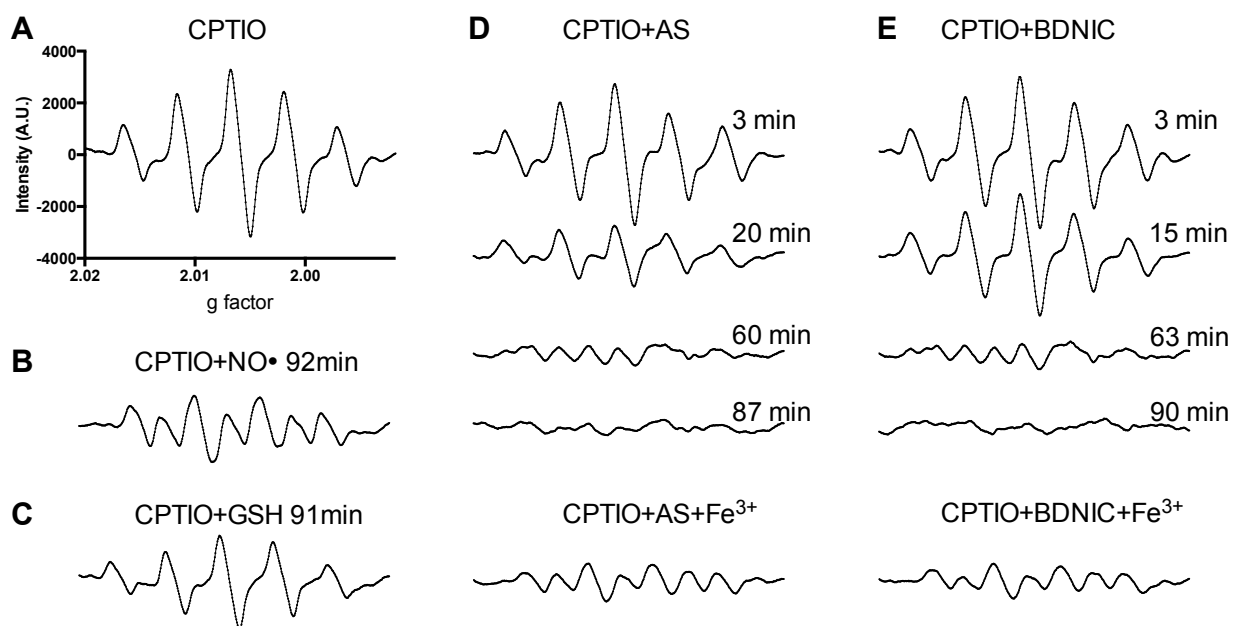 A
CPTIO
4000
2000
0
-2000
-4000
Intensity (A.U.)
2.02
2.01
2.00
g factor
B
CPTIO+NO• 92min
C
CPTIO+GSH 91min
D
CPTIO+AS
3 min
20 min
60 min
87 min
CPTIO+AS+Fe³⁺
E
CPTIO+BDNIC
3 min
15 min
63 min
90 min
CPTIO+BDNIC+Fe³⁺